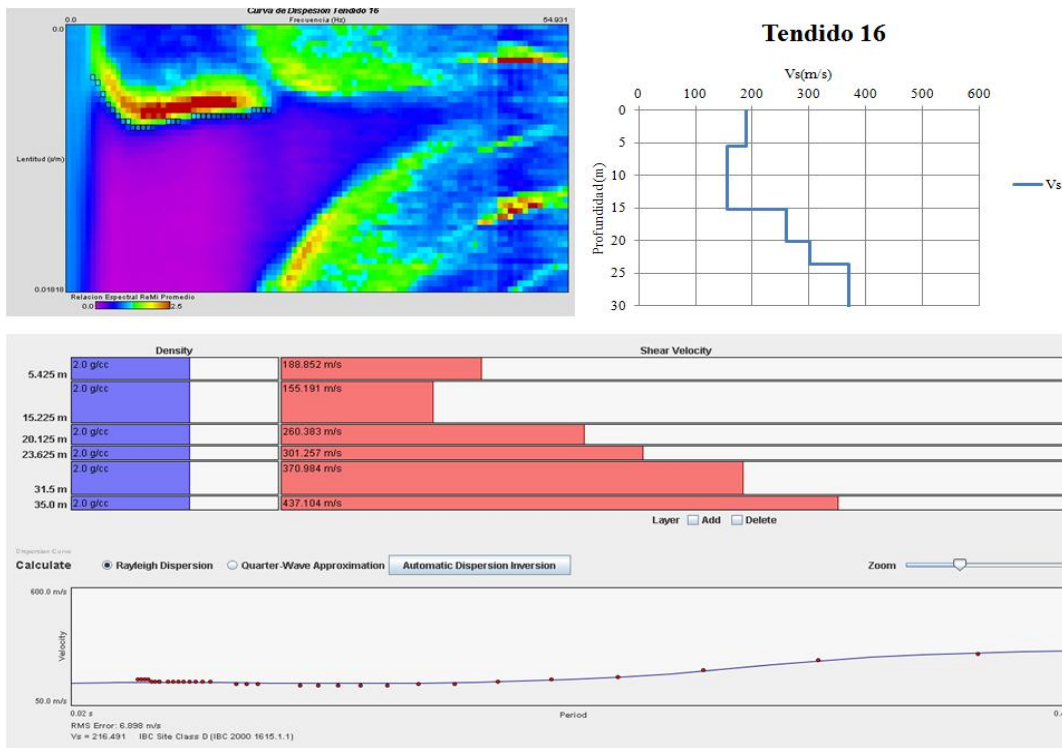 Curva de Dispesión Tendido 16
0.0 Frecuencia (Hz) 54.931
0.0
Lentitud (s/m)
0.01818
Relacion Espectral ReMi Promedio
0.0 2.5
Tendido 16
Vs(m/s)
0 100 200 300 400 500 600
0
5
10
15
20
25
30
Profundidad(m)
Vs
Density Shear Velocity
2.0 g/cc 188.852 m/s
5.425 m
2.0 g/cc 155.191 m/s
15.225 m
2.0 g/cc 260.383 m/s
20.125 m
2.0 g/cc 301.257 m/s
23.625 m
2.0 g/cc 370.984 m/s
31.5 m
2.0 g/cc 437.104 m/s
35.0 m
Layer Add Delete
Dispersion Curve
Calculate Rayleigh Dispersion Quarter-Wave Approximation Automatic Dispersion Inversion Zoom
600.0 m/s
Velocity
50.0 m/s
0.02 s Period
RMS Error: 6.898 m/s
Vs = 216.491 IBC Site Class D (IBC 2000 1615.1.1)